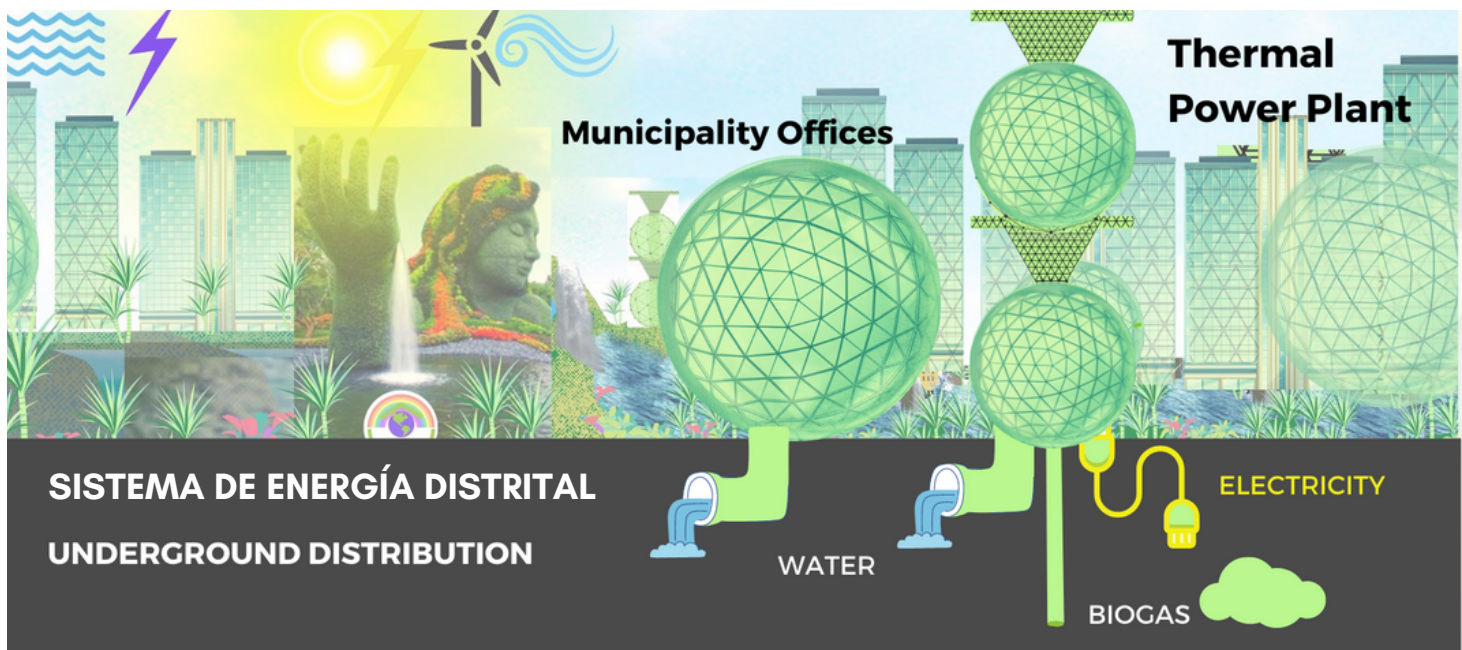 Thermal
Power Plant
Municipality Offices
SISTEMA DE ENERGÍA DISTRITAL
UNDERGROUND DISTRIBUTION
ELECTRICITY
WATER
BIOGAS